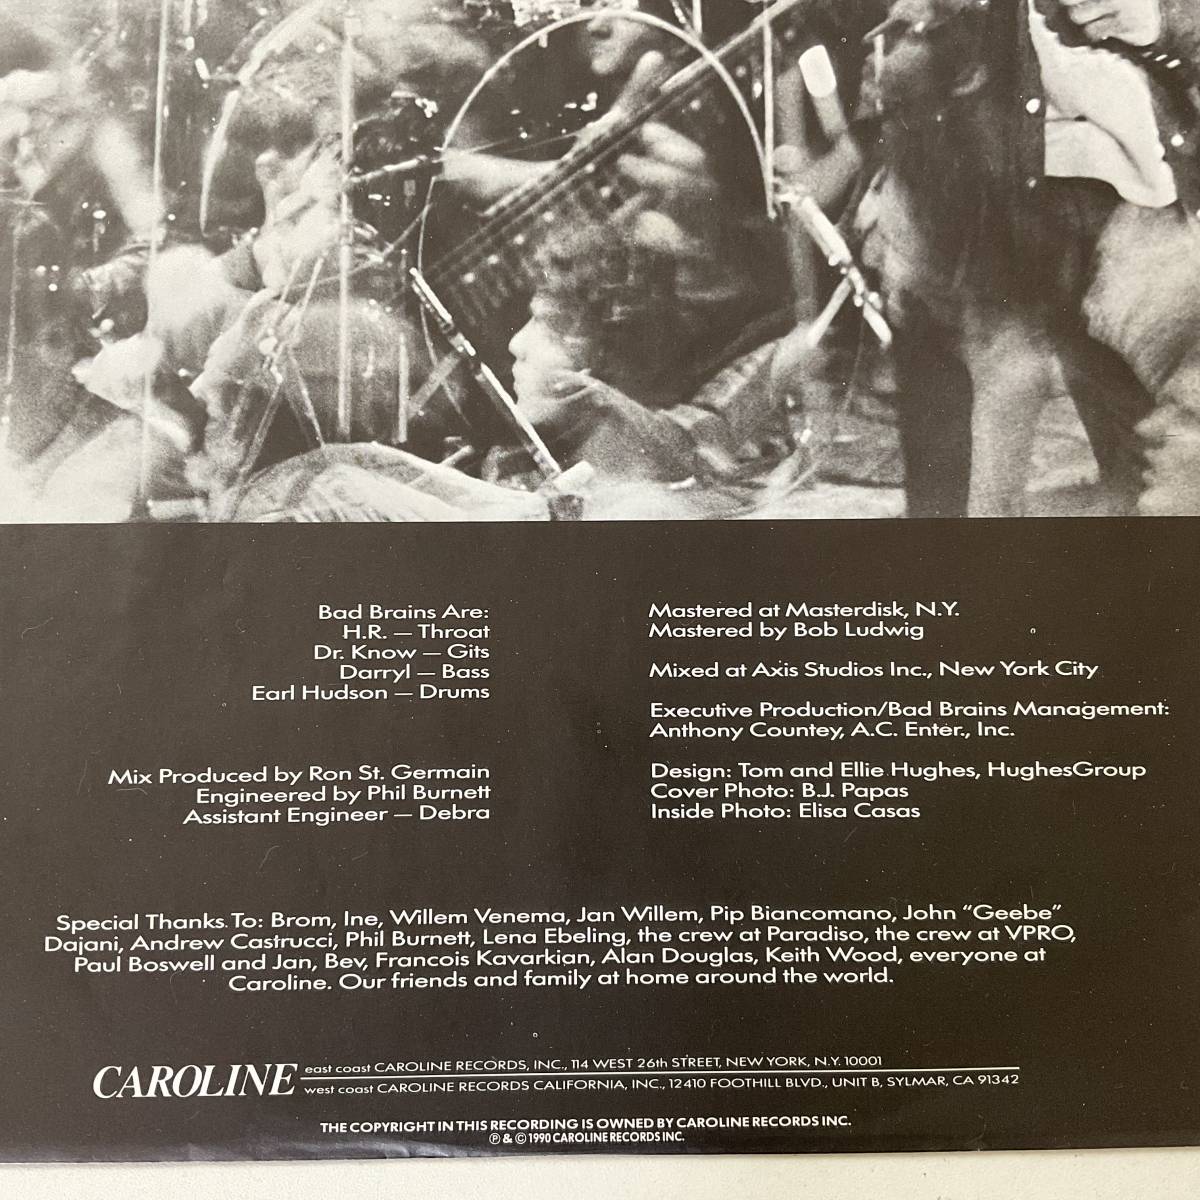 Bad Brains Are:
H.R. — Throat
Dr. Know — Gits
Darryl — Bass
Earl Hudson — Drums
Mix Produced by Ron St. Germain
Engineered by Phil Burnett
Assistant Engineer — Debra
Mastered at Masterdisk, N.Y.
Mastered by Bob Ludwig
Mixed at Axis Studios Inc., New York City
Executive Production/Bad Brains Management:
Anthony Countey, A.C. Enter., Inc.
Design: Tom and Ellie Hughes, HughesGroup
Cover Photo: B.J. Papas
Inside Photo: Elisa Casas
Special Thanks To: Brom, Ine, Willem Venema, Jan Willem, Pip Biancomano, John “Geebe”
Dajani, Andrew Castrucci, Phil Burnett, Lena Ebeling, the crew at Paradiso, the crew at VPRO,
Paul Boswell and Jan, Bev, Francois Kavarkian, Alan Douglas, Keith Wood, everyone at
Caroline. Our friends and family at home around the world.
CAROLINE
east coast CAROLINE RECORDS, INC., 114 WEST 26th STREET, NEW YORK, N.Y. 10001
west coast CAROLINE RECORDS CALIFORNIA, INC., 12410 FOOTHILL BLVD., UNIT B, SYLMAR, CA 91342
THE COPYRIGHT IN THIS RECORDING IS OWNED BY CAROLINE RECORDS INC.
℗ & © 1990 CAROLINE RECORDS INC.